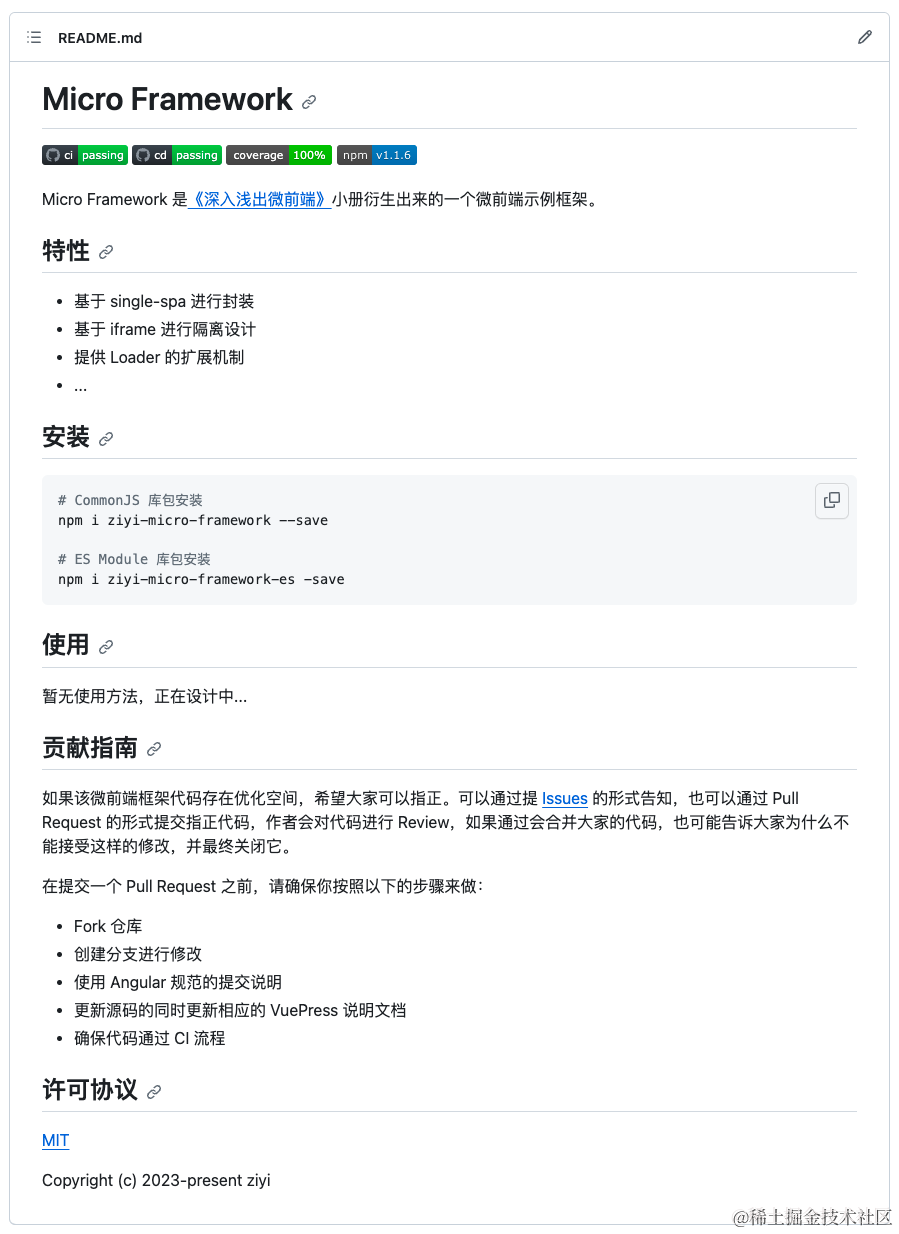 README.md
Micro Framework
ci passing cd passing coverage 100% npm v1.1.6
Micro Framework 是《深入浅出微前端》小册衍生出来的一个微前端示例框架。
特性
• 基于 single-spa 进行封装
• 基于 iframe 进行隔离设计
• 提供 Loader 的扩展机制
• ...
安装
# CommonJS 库包安装
npm i ziyi-micro-framework --save
# ES Module 库包安装
npm i ziyi-micro-framework-es -save
使用
暂无使用方法，正在设计中...
贡献指南
如果该微前端框架代码存在优化空间，希望大家可以指正。可以通过提 Issues 的形式告知，也可以通过 Pull
Request 的形式提交指正代码，作者会对代码进行 Review，如果通过会合并大家的代码，也可能告诉大家为什么不
能接受这样的修改，并最终关闭它。
在提交一个 Pull Request 之前，请确保你按照以下的步骤来做：
• Fork 仓库
• 创建分支进行修改
• 使用 Angular 规范的提交说明
• 更新源码的同时更新相应的 VuePress 说明文档
• 确保代码通过 CI 流程
许可协议
MIT
Copyright (c) 2023-present ziyi
@稀土掘金技术社区